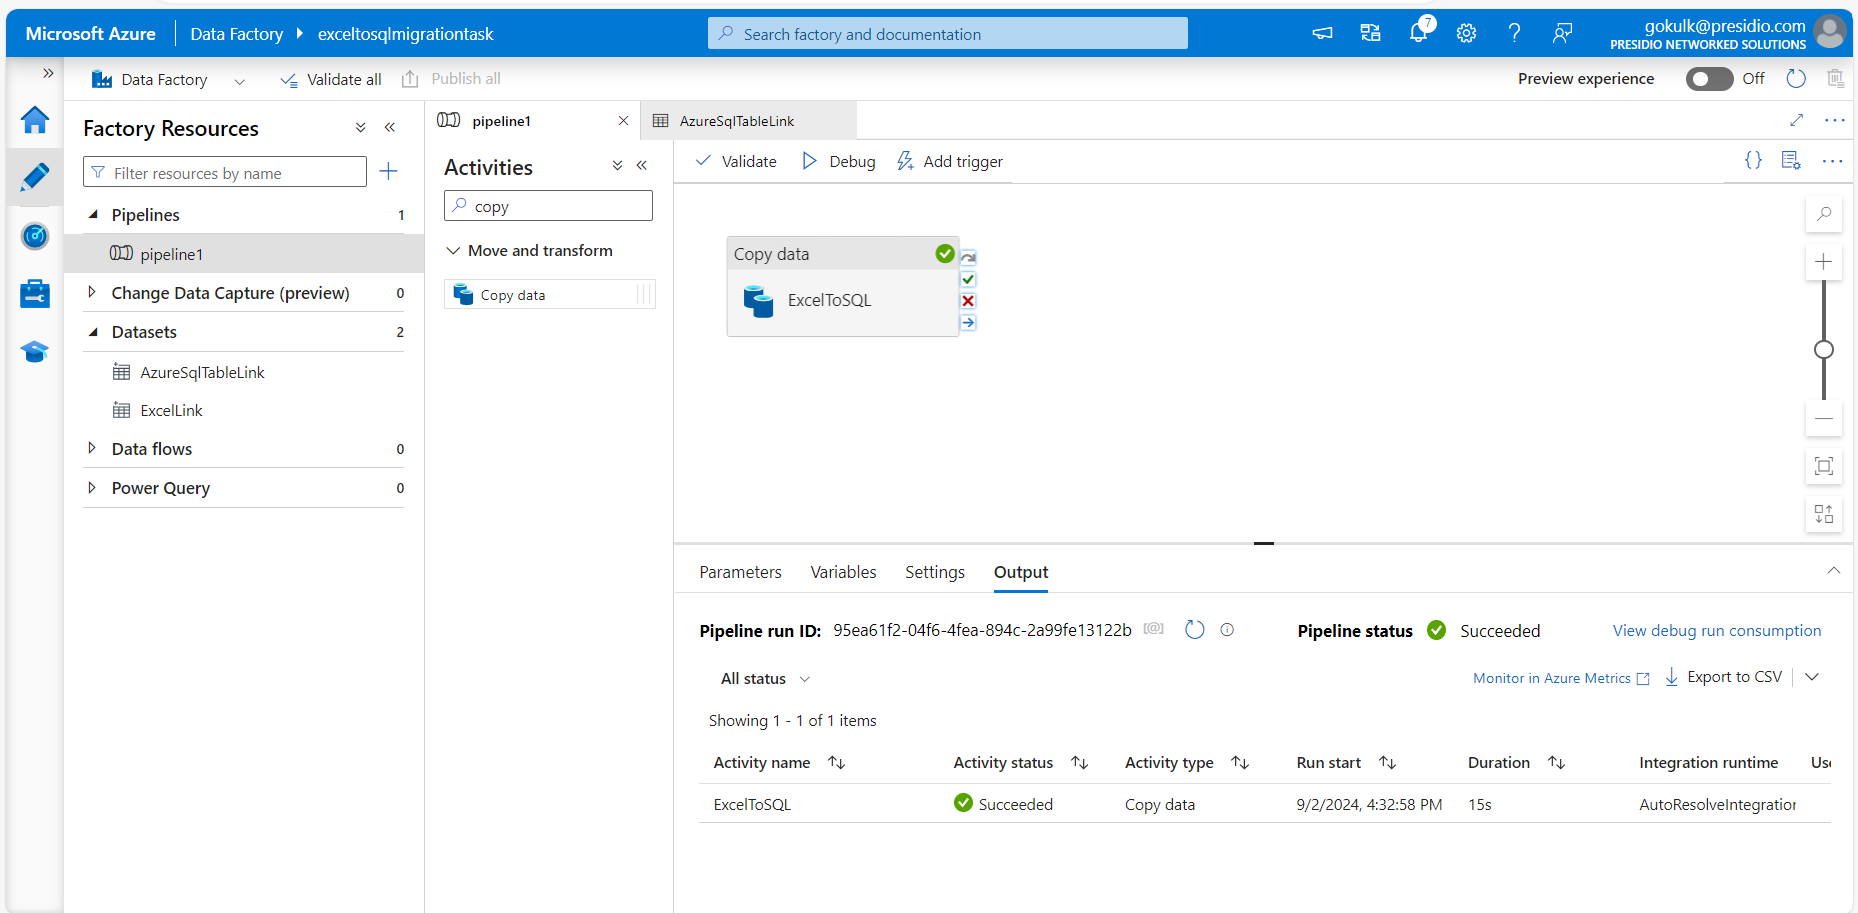 Microsoft Azure
Data Factory
exceltosqlmigrationtask
Search factory and documentation
7
gokulk@presidio.com
PRESIDIO NETWORKED SOLUTIONS
Data Factory
Validate all
Publish all
Preview experience
Off
Factory Resources
Filter resources by name
Pipelines 1
pipeline1
Change Data Capture (preview) 0
Datasets 2
AzureSqlTableLink
ExcelLink
Data flows 0
Power Query 0
pipeline1
AzureSqlTableLink
Activities
copy
Move and transform
Copy data
Validate
Debug
Add trigger
{}
Copy data
ExcelToSQL
Parameters
Variables
Settings
Output
Pipeline run ID: 95ea61f2-04f6-4fea-894c-2a99fe13122b
Pipeline status Succeeded
View debug run consumption
All status
Monitor in Azure Metrics
Export to CSV
Showing 1 - 1 of 1 items
Activity name Activity status Activity type Run start Duration Integration runtime Use
ExcelToSQL Succeeded Copy data 9/2/2024, 4:32:58 PM 15s AutoResolveIntegration